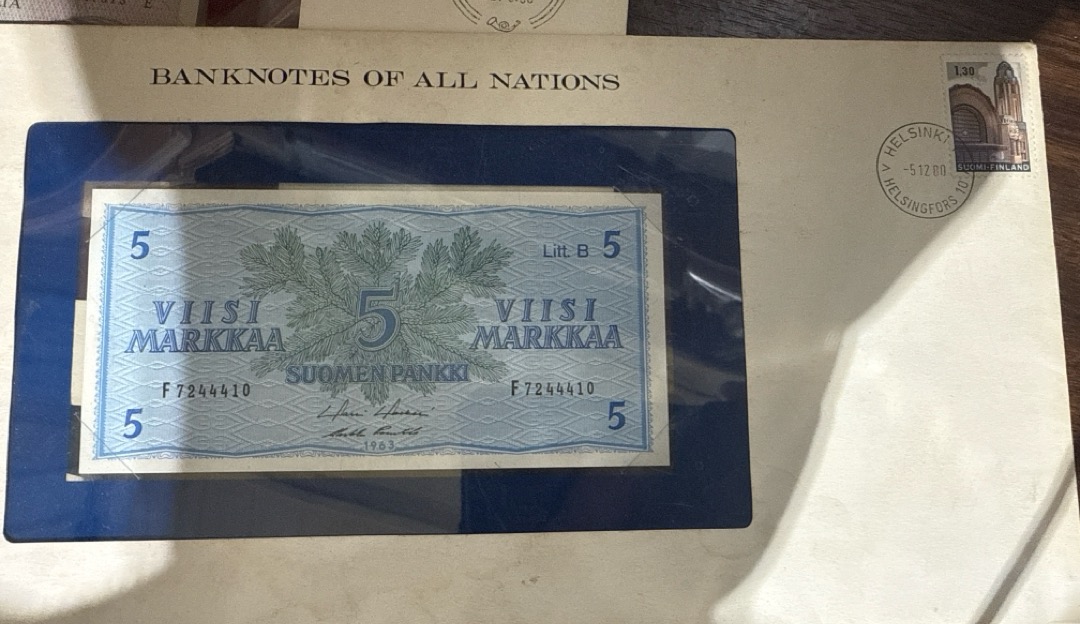 BANKNOTES OF ALL NATIONS
1,30
SUOMI-FINLAND
HELSINKI
-5.12.80
HELSINGFORS 10
5
Litt. B 5
VIISI
MARKKAA
5
VIISI
MARKKAA
SUOMEN PANKKI
F 7244410
F 7244410
5
5
1963